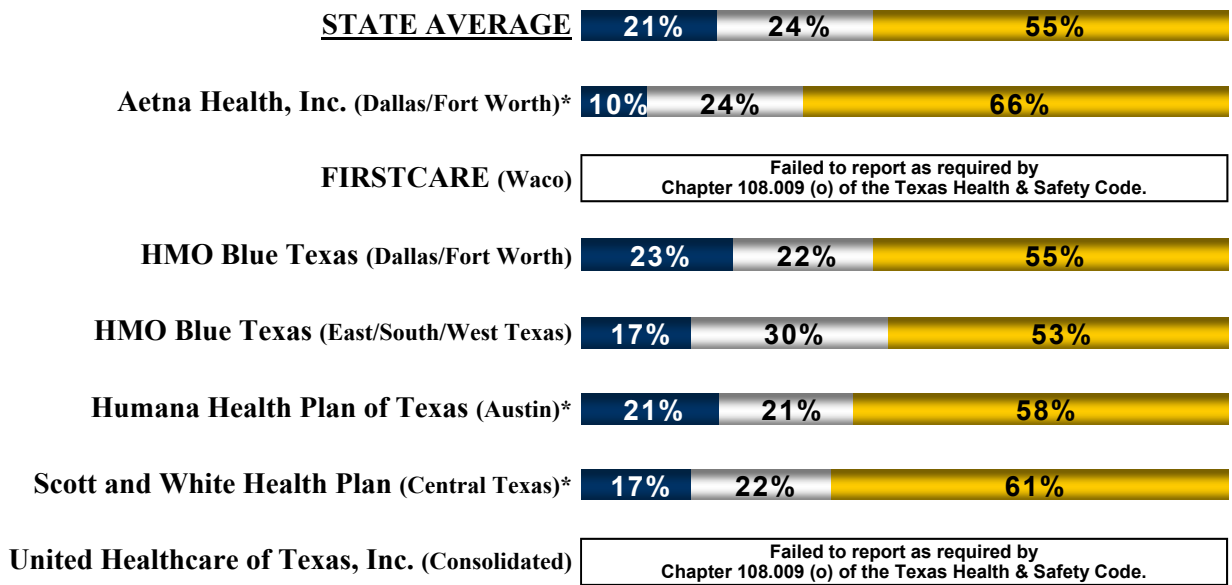 STATE AVERAGE 21% 24% 55%
Aetna Health, Inc. (Dallas/Fort Worth)* 10% 24% 66%
FIRSTCARE (Waco) Failed to report as required by
Chapter 108.009 (o) of the Texas Health & Safety Code.
HMO Blue Texas (Dallas/Fort Worth) 23% 22% 55%
HMO Blue Texas (East/South/West Texas) 17% 30% 53%
Humana Health Plan of Texas (Austin)* 21% 21% 58%
Scott and White Health Plan (Central Texas)* 17% 22% 61%
United Healthcare of Texas, Inc. (Consolidated) Failed to report as required by
Chapter 108.009 (o) of the Texas Health & Safety Code.